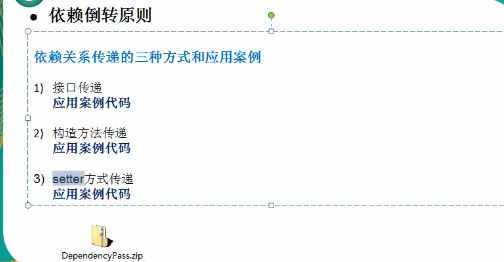 ● 依赖倒转原则
依赖关系传递的三种方式和应用案例
1) 接口传递
应用案例代码
2) 构造方法传递
应用案例代码
3) setter方式传递
应用案例代码
DependencyPass.zip